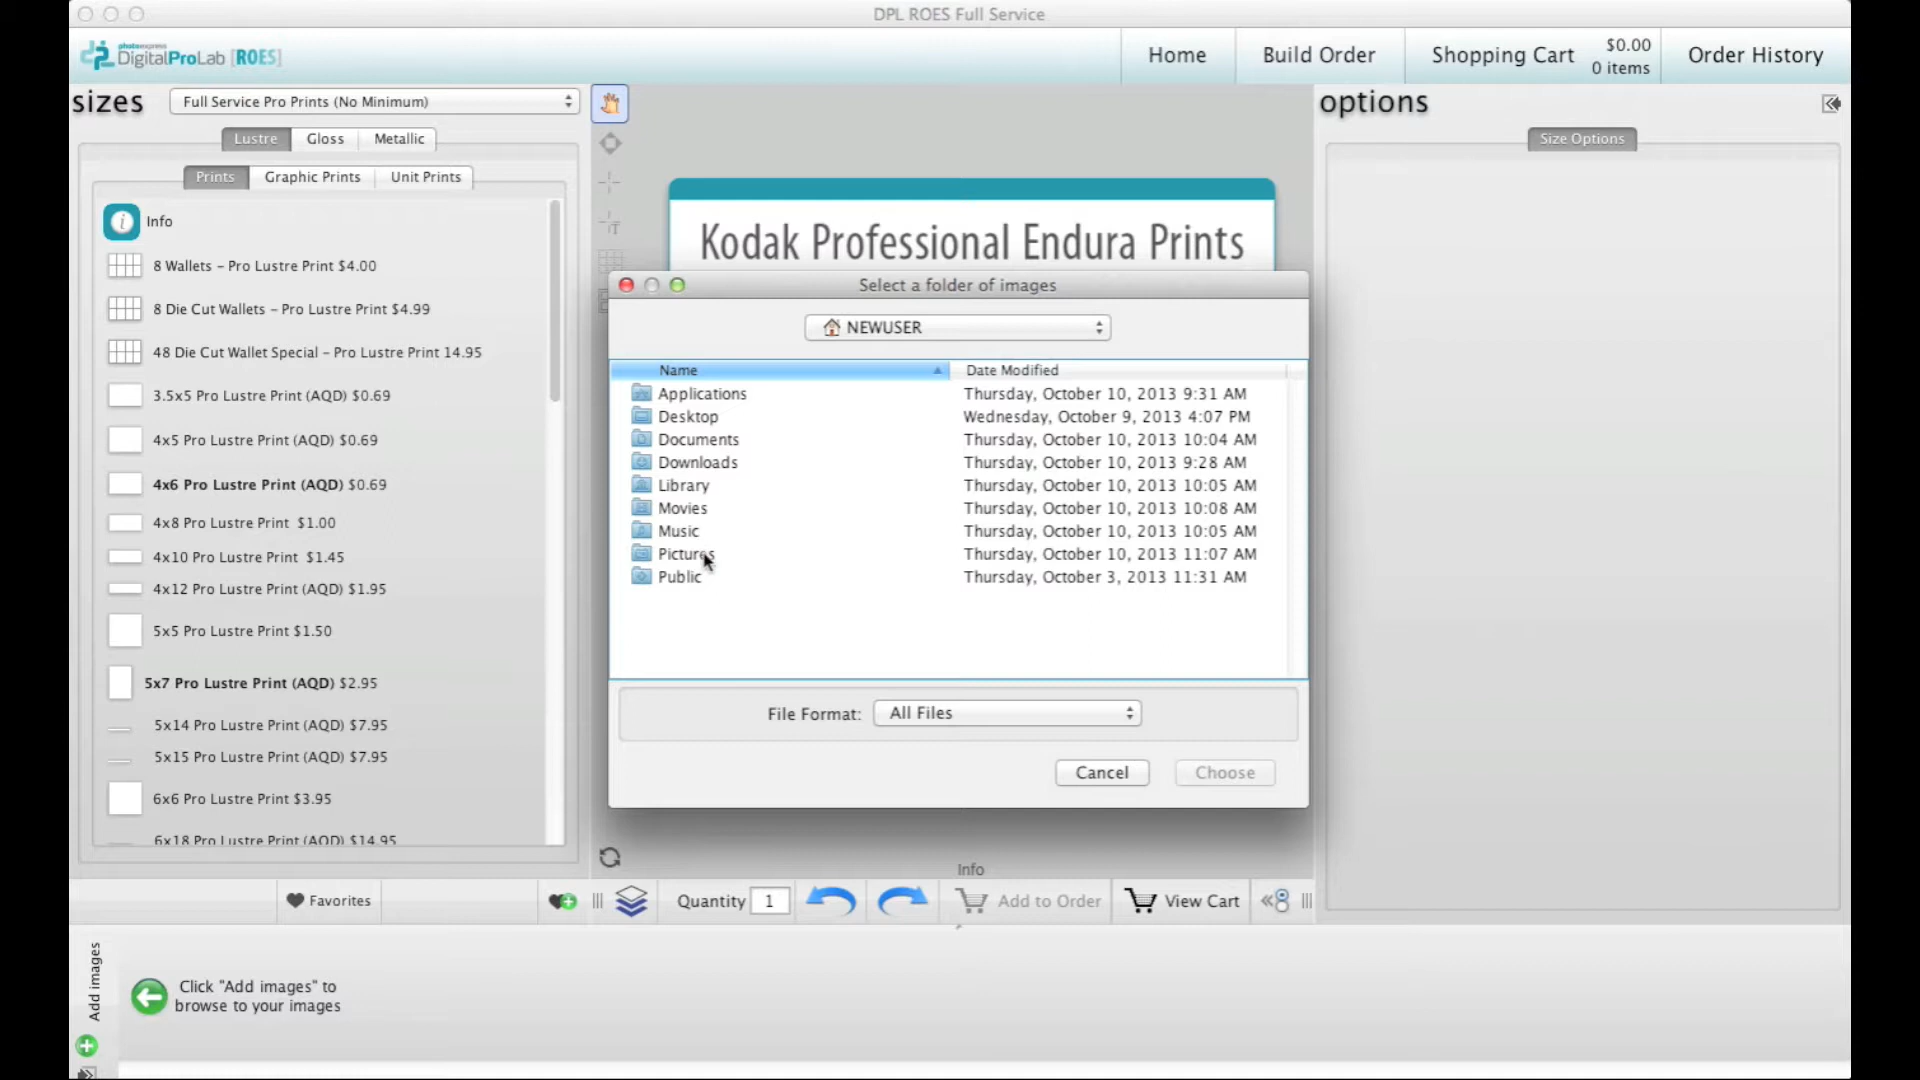 DPL ROES Full Service
photoexpress
DigitalProLab [ROES]
Home
Build Order
Shopping Cart
$0.00
0 items
Order History
sizes
Full Service Pro Prints (No Minimum)
options
Lustre
Gloss
Metallic
Size Options
Prints
Graphic Prints
Unit Prints
Info
8 Wallets – Pro Lustre Print $4.00
8 Die Cut Wallets – Pro Lustre Print $4.99
48 Die Cut Wallet Special – Pro Lustre Print 14.95
3.5x5 Pro Lustre Print (AQD) $0.69
4x5 Pro Lustre Print (AQD) $0.69
4x6 Pro Lustre Print (AQD) $0.69
4x8 Pro Lustre Print $1.00
4x10 Pro Lustre Print $1.45
4x12 Pro Lustre Print (AQD) $1.95
5x5 Pro Lustre Print $1.50
5x7 Pro Lustre Print (AQD) $2.95
5x14 Pro Lustre Print (AQD) $7.95
5x15 Pro Lustre Print (AQD) $7.95
6x6 Pro Lustre Print $3.95
6x18 Pro Lustre Print (AQD) $14.95
Kodak Professional Endura Prints
Select a folder of images
NEWUSER
Name
Date Modified
Applications Thursday, October 10, 2013 9:31 AM
Desktop Wednesday, October 9, 2013 4:07 PM
Documents Thursday, October 10, 2013 10:04 AM
Downloads Thursday, October 10, 2013 9:28 AM
Library Thursday, October 10, 2013 10:05 AM
Movies Thursday, October 10, 2013 10:08 AM
Music Thursday, October 10, 2013 10:05 AM
Pictures Thursday, October 10, 2013 11:07 AM
Public Thursday, October 3, 2013 11:31 AM
File Format: All Files
Cancel
Choose
Info
Favorites
Quantity 1
Add to Order
View Cart
Add images
Click "Add images" to
browse to your images